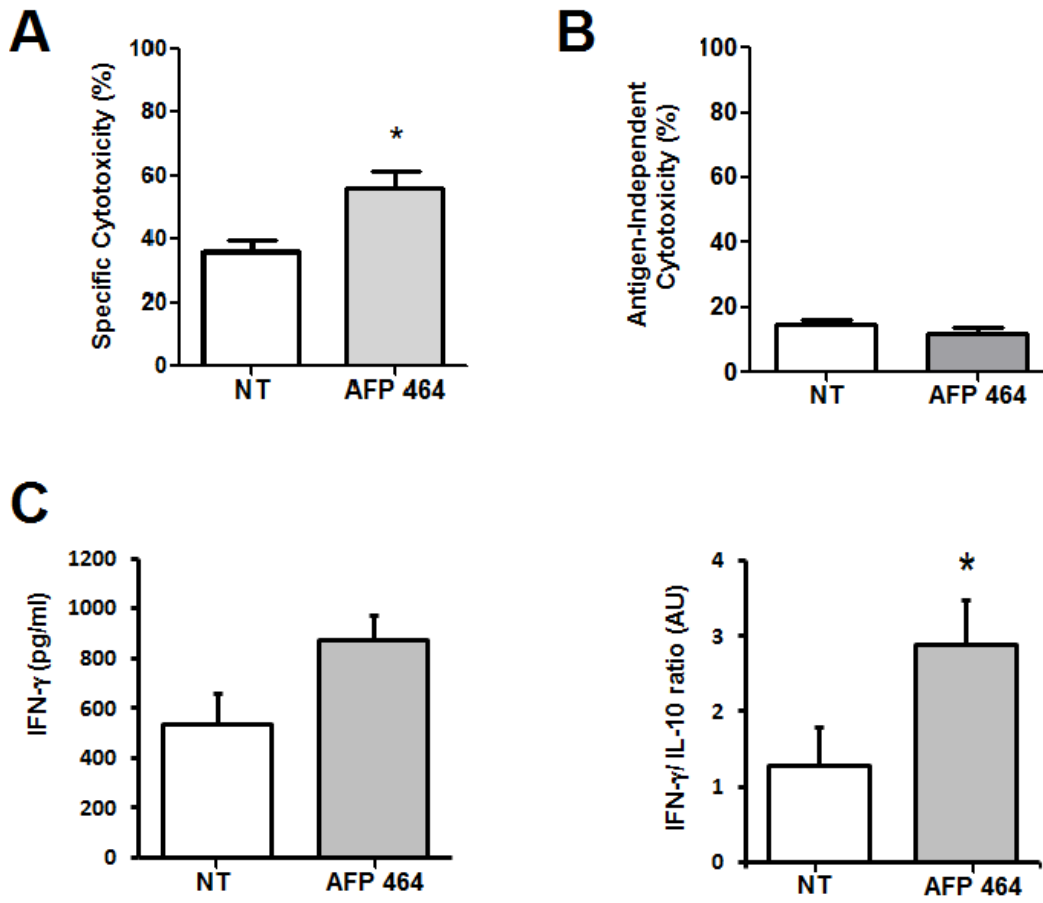 A
Specific Cytotoxicity (%)
100
80
60
40
20
0
*
NT
AFP 464
B
Antigen-Independent
Cytotoxicity (%)
100
80
60
40
20
0
NT
AFP 464
C
IFN-γ (pg/ml)
1200
1000
800
600
400
200
0
NT
AFP 464
IFN-γ/ IL-10 ratio (AU)
4
3
2
1
0
*
NT
AFP 464